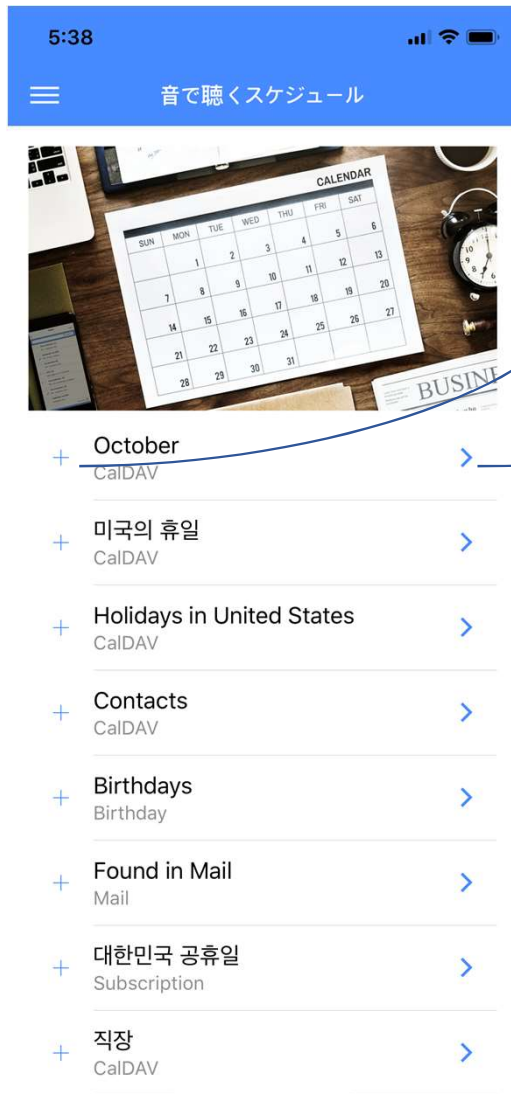 5:38
音で聴くスケジュール
CALENDAR
SUN MON TUE WED THU FRI SAT
1 2 3 4 5 6
7 8 9 10 11 12 13
14 15 16 17 18 19 20
21 22 23 24 25 26 27
28 29 30 31
October
CalDAV
미국의 휴일
CalDAV
Holidays in United States
CalDAV
Contacts
CalDAV
Birthdays
Birthday
Found in Mail
Mail
대한민국 공휴일
Subscription
직장
CalDAV